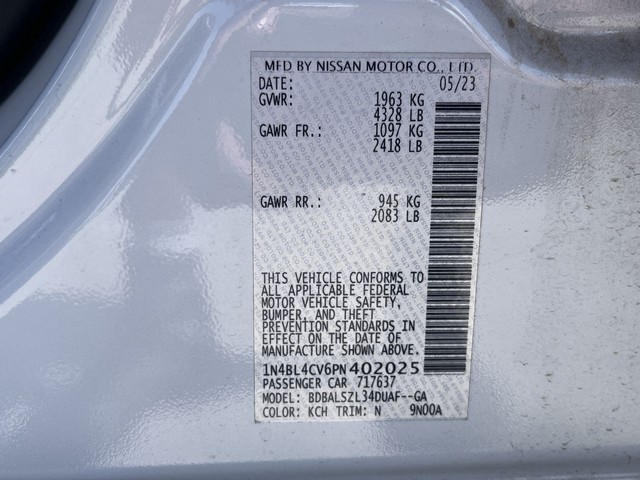 MFD BY NISSAN MOTOR CO., LTD.
DATE: 05/23
GVWR: 1963 KG
4328 LB
GAWR FR.: 1097 KG
2418 LB
GAWR RR.: 945 KG
2083 LB
THIS VEHICLE CONFORMS TO
ALL APPLICABLE FEDERAL
MOTOR VEHICLE SAFETY,
BUMPER, AND THEFT
PREVENTION STANDARDS IN
EFFECT ON THE DATE OF
MANUFACTURE SHOWN ABOVE.
1N4BL4CV6PN402025
PASSENGER CAR 717637
MODEL: BDBALSZL34DUAF--GA
COLOR: KCH TRIM: N 9N00A